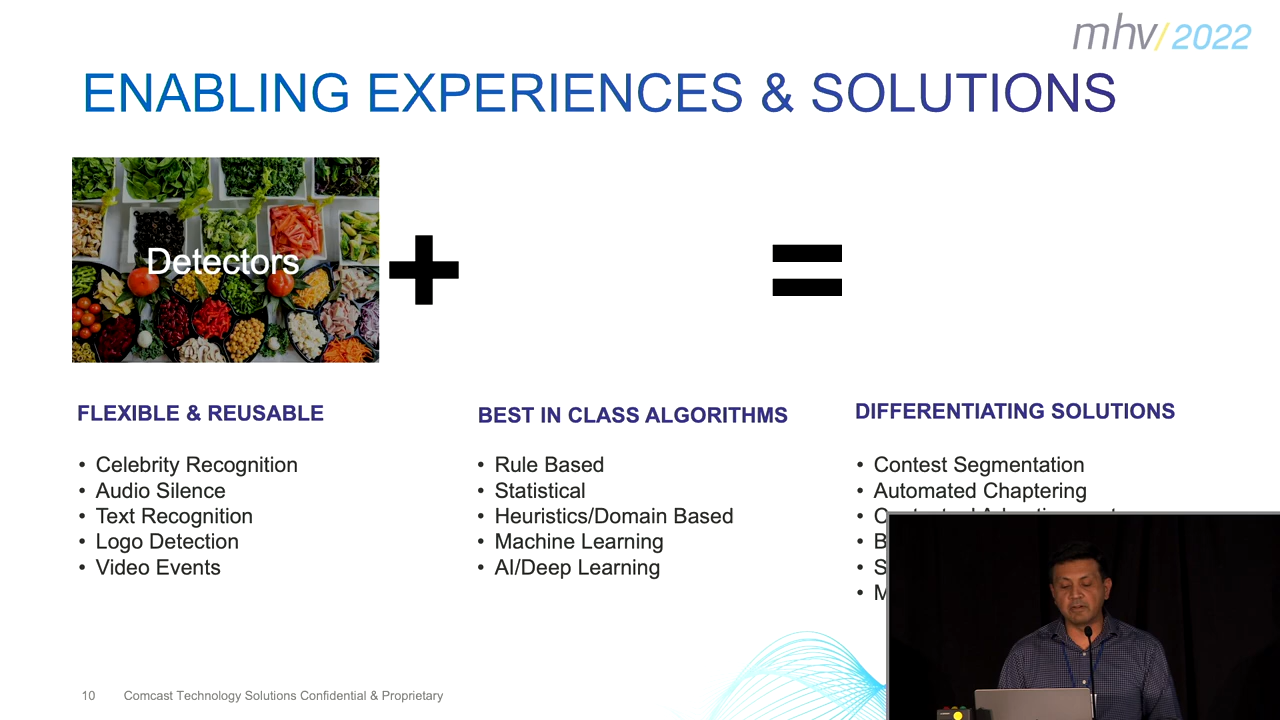 mhv/2022
ENABLING EXPERIENCES & SOLUTIONS
Detectors
+
=
FLEXIBLE & REUSABLE
• Celebrity Recognition
• Audio Silence
• Text Recognition
• Logo Detection
• Video Events
BEST IN CLASS ALGORITHMS
• Rule Based
• Statistical
• Heuristics/Domain Based
• Machine Learning
• AI/Deep Learning
DIFFERENTIATING SOLUTIONS
• Contest Segmentation
• Automated Chaptering
10 Comcast Technology Solutions Confidential & Proprietary